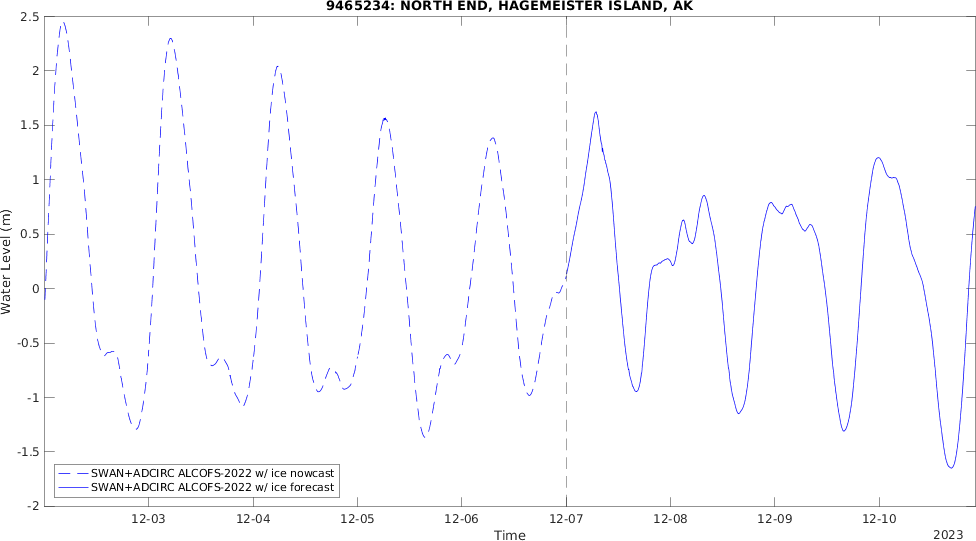 9465234: NORTH END, HAGEMEISTER ISLAND, AK
2.5
2
1.5
1
0.5
0
-0.5
-1
-1.5
-2
Water Level (m)
SWAN+ADCIRC ALCOFS-2022 w/ ice nowcast
SWAN+ADCIRC ALCOFS-2022 w/ ice forecast
12-03 12-04 12-05 12-06 12-07 12-08 12-09 12-10
Time
2023